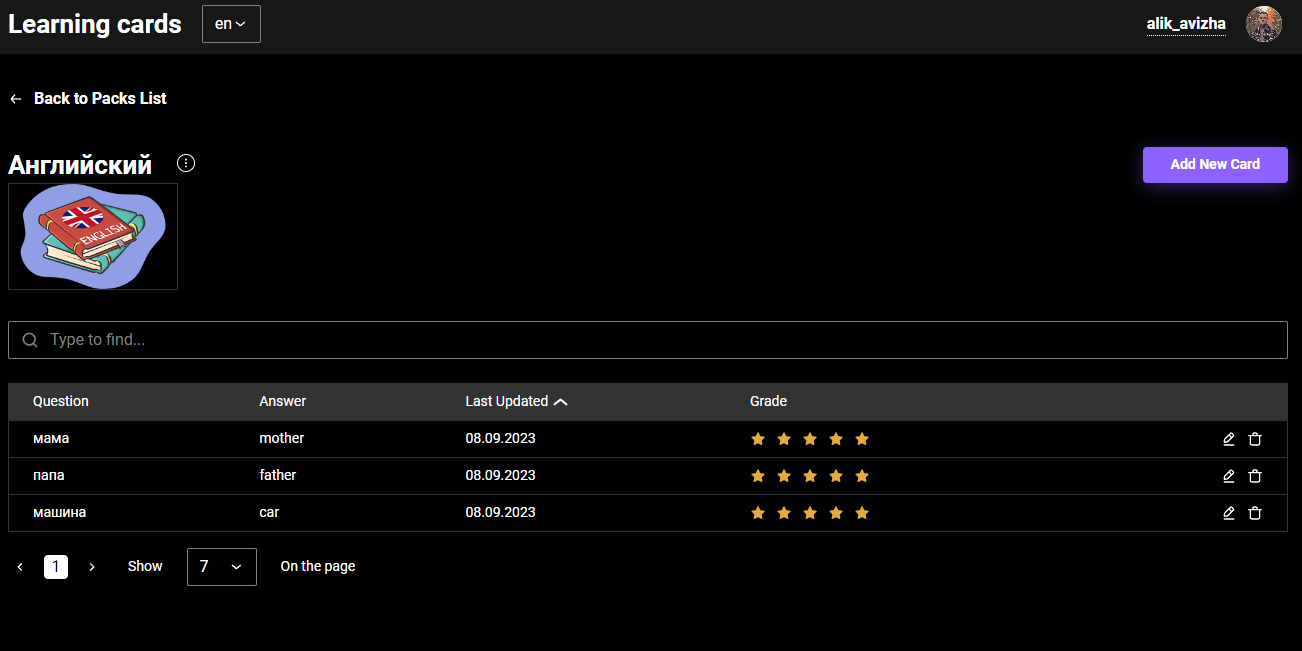 Learning cards en alik_avizha
Back to Packs List
Английский Add New Card
ENGLISH
Type to find...
Question Answer Last Updated Grade
мама mother 08.09.2023
папа father 08.09.2023
машина car 08.09.2023
1 Show 7 On the page